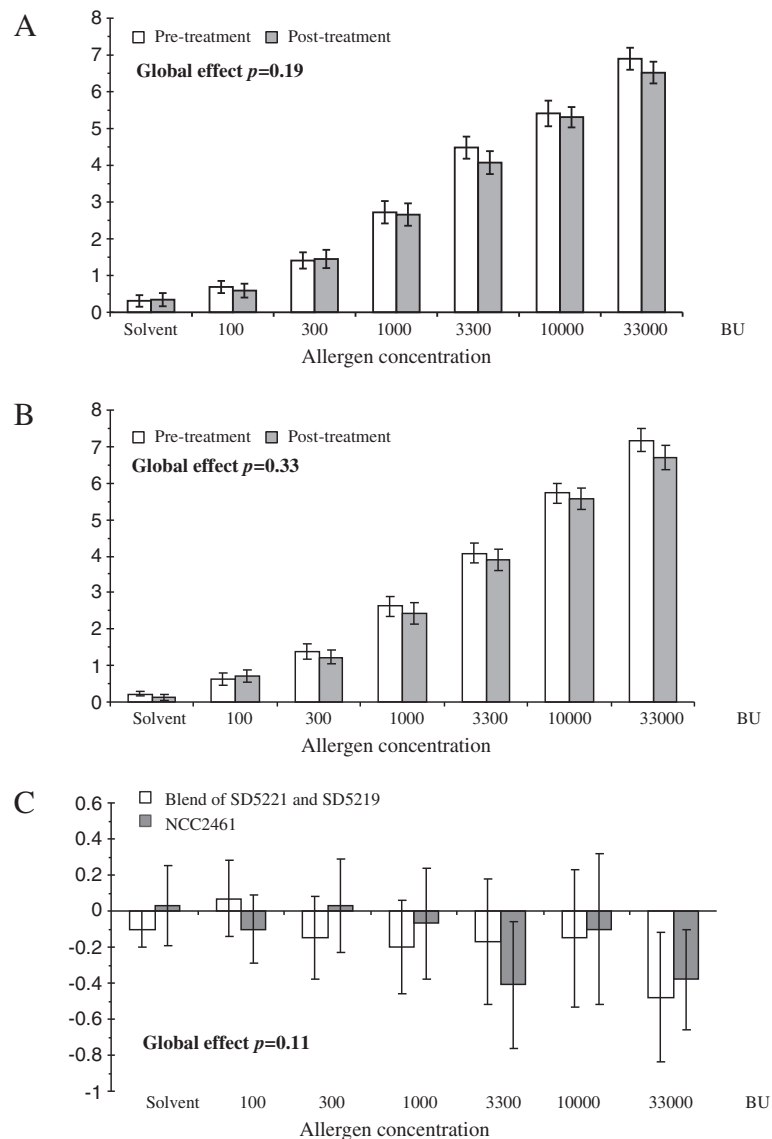 A
8
7
6
5
4
3
2
1
0
Pre-treatment Post-treatment
Global effect p=0.19
Solvent 100 300 1000 3300 10000 33000 BU
Allergen concentration
B
8
7
6
5
4
3
2
1
0
Pre-treatment Post-treatment
Global effect p=0.33
Solvent 100 300 1000 3300 10000 33000 BU
Allergen concentration
C
0.6
0.4
0.2
0
-0.2
-0.4
-0.6
-0.8
-1
Blend of SD5221 and SD5219
NCC2461
Global effect p=0.11
Solvent 100 300 1000 3300 10000 33000 BU
Allergen concentration